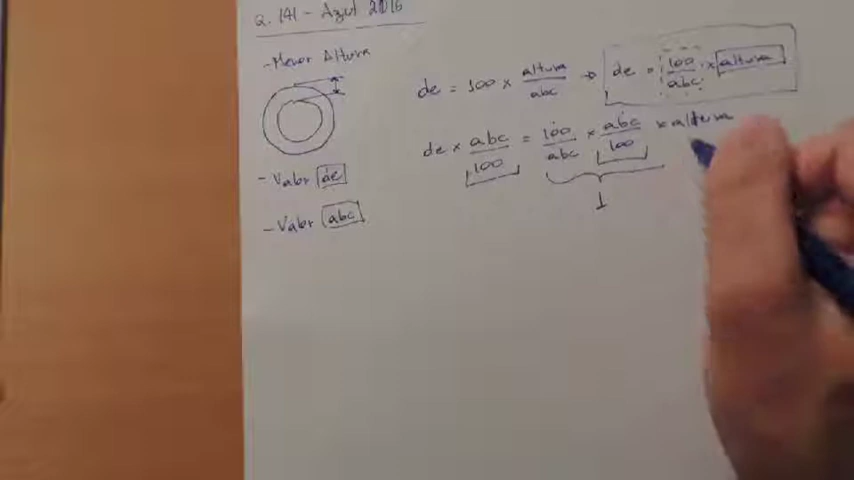 Q. 141 - Azul 2016
- Menor Altura
de = 100 × altura/abc → de = 100/abc × altura
de × abc/100 = 100/abc × abc/100 × altura
1
- Valor de
- Valor abc